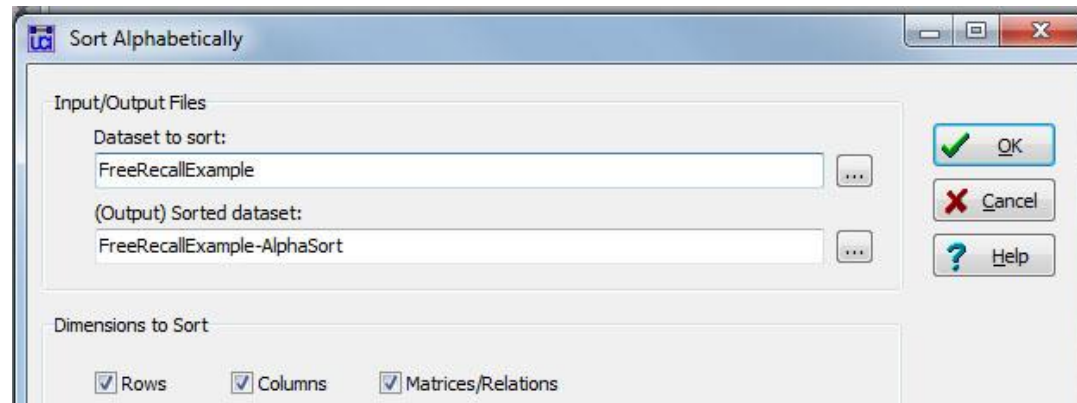 UCI Sort Alphabetically
Input/Output Files
Dataset to sort:
FreeRecallExample
...
(Output) Sorted dataset:
FreeRecallExample-AlphaSort
...
OK
Cancel
? Help
Dimensions to Sort
Rows Columns Matrices/Relations